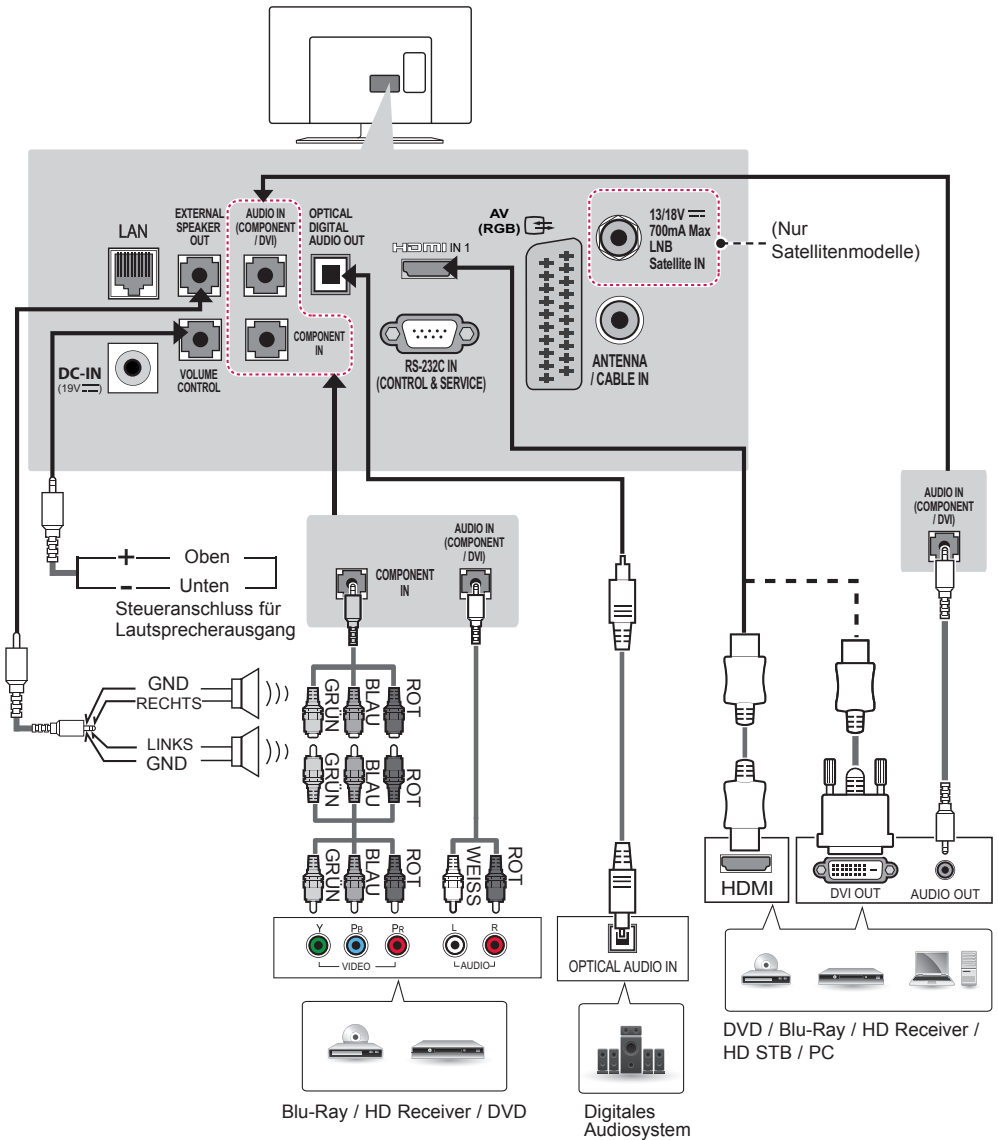 LAN
EXTERNAL
SPEAKER
OUT
AUDIO IN
(COMPONENT
/ DVI)
OPTICAL
DIGITAL
AUDIO OUT
HDMI IN 1
AV
(RGB)
13/18V
700mA Max
LNB
Satellite IN
(Nur
Satellitenmodelle)
DC-IN
(19V)
VOLUME
CONTROL
COMPONENT
IN
RS-232C IN
(CONTROL & SERVICE)
ANTENNA
/ CABLE IN
AUDIO IN
(COMPONENT
/ DVI)
+ Oben
- Unten
Steueranschluss für
Lautsprecherausgang
COMPONENT
IN
AUDIO IN
(COMPONENT
/ DVI)
GND
RECHTS
LINKS
GND
GRÜN
BLAU
ROT
GRÜN
BLAU
ROT
GRÜN
BLAU
ROT
WEISS
ROT
Y PB PR
VIDEO
L R
AUDIO
OPTICAL AUDIO IN
HDMI
DVI OUT
AUDIO OUT
Blu-Ray / HD Receiver / DVD
Digitales
Audiosystem
DVD / Blu-Ray / HD Receiver /
HD STB / PC